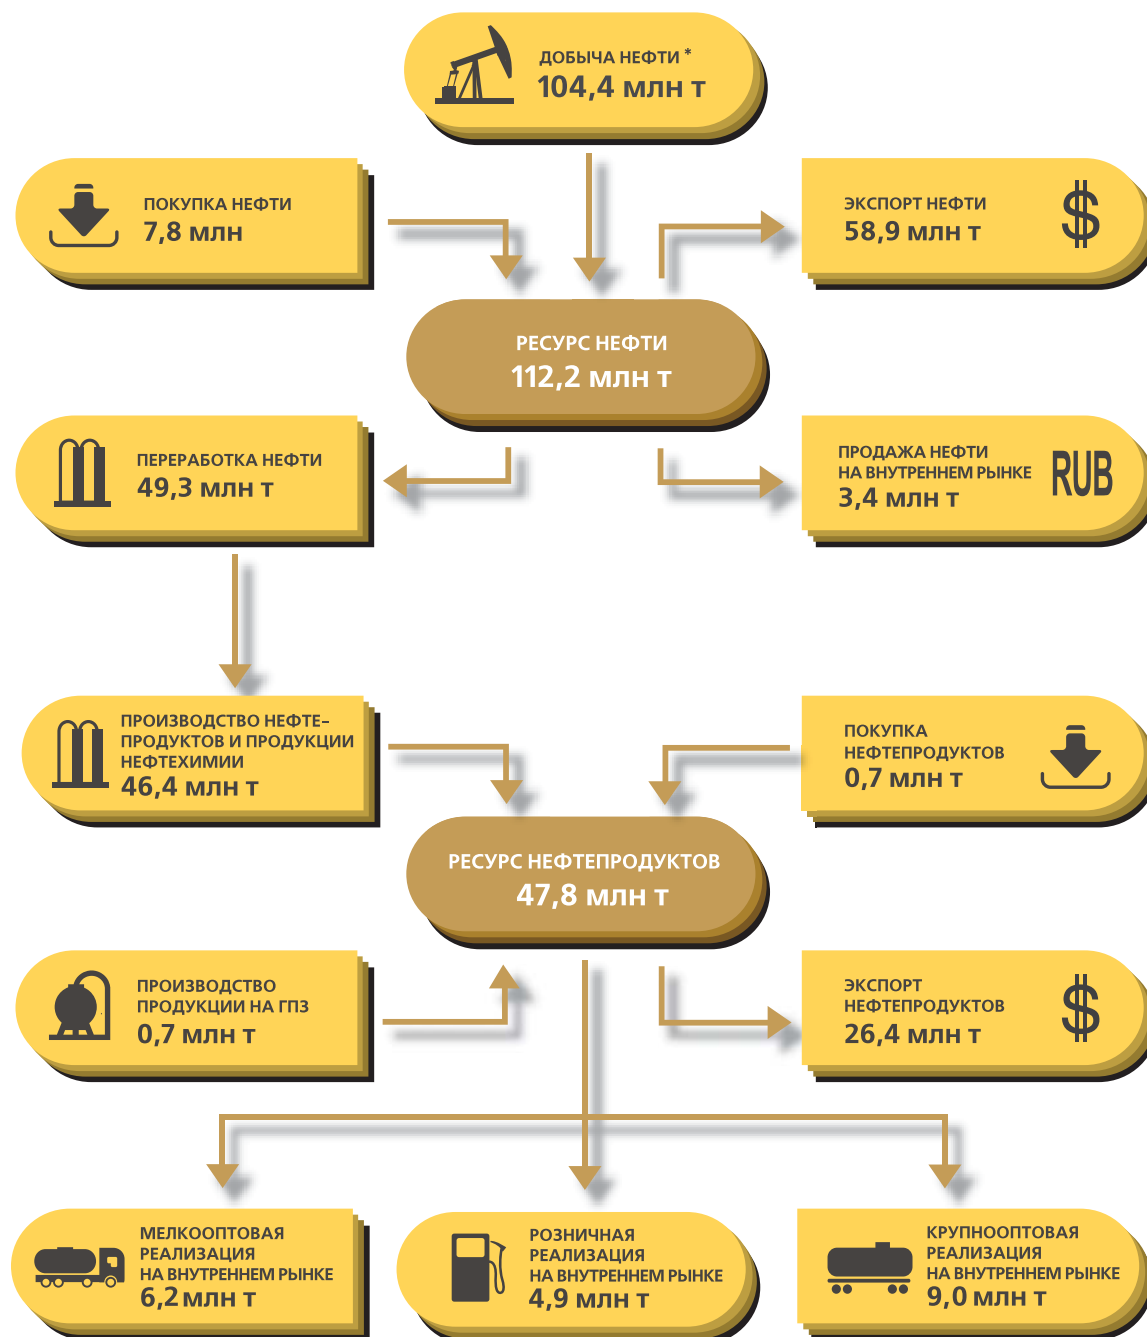 ДОБЫЧА НЕФТИ *
104,4 млн т
ПОКУПКА НЕФТИ
7,8 млн
ЭКСПОРТ НЕФТИ
58,9 млн т
$
РЕСУРС НЕФТИ
112,2 млн т
ПЕРЕРАБОТКА НЕФТИ
49,3 млн т
ПРОДАЖА НЕФТИ
НА ВНУТРЕННЕМ РЫНКЕ
3,4 млн т
RUB
ПРОИЗВОДСТВО НЕФТЕ–
ПРОДУКТОВ И ПРОДУКЦИИ
НЕФТЕХИМИИ
46,4 млн т
ПОКУПКА
НЕФТЕПРОДУКТОВ
0,7 млн т
РЕСУРС НЕФТЕПРОДУКТОВ
47,8 млн т
ПРОИЗВОДСТВО
ПРОДУКЦИИ НА ГПЗ
0,7 млн т
ЭКСПОРТ
НЕФТЕПРОДУКТОВ
26,4 млн т
$
МЕЛКООПТОВАЯ
РЕАЛИЗАЦИЯ
НА ВНУТРЕННЕМ РЫНКЕ
6,2 млн т
РОЗНИЧНАЯ
РЕАЛИЗАЦИЯ
НА ВНУТРЕННЕМ РЫНКЕ
4,9 млн т
КРУПНООПТОВАЯ
РЕАЛИЗАЦИЯ
НА ВНУТРЕННЕМ РЫНКЕ
9,0 млн т